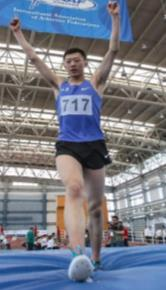 International Association
of Athletics Federations
717